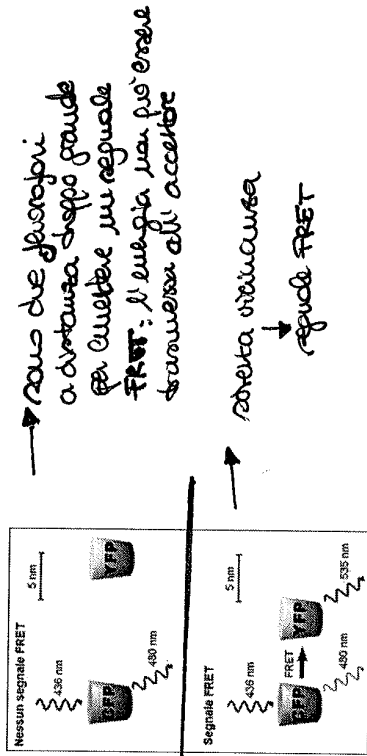 Nessun segnale FRET
436 nm
5 nm
CFP
YFP
480 nm
→ sono due fluorofori
a distanza troppo grande
per emettere un segnale
FRET: l'energia non può essere
trasmessa all'accettore
Segnale FRET
436 nm
5 nm
CFP
FRET
YFP
480 nm
535 nm
→ stretta vicinanza
↓
segnale FRET